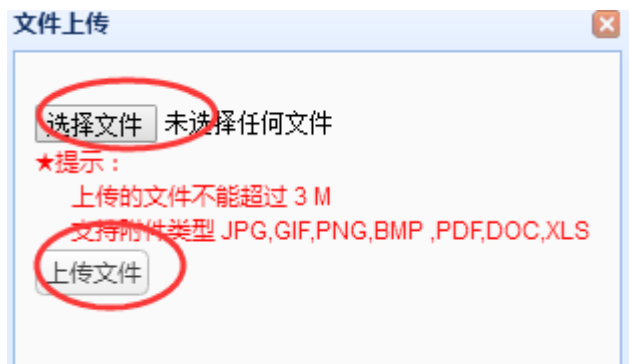 文件上传
选择文件 未选择任何文件
★提示：
上传的文件不能超过 3 M
支持附件类型 JPG,GIF,PNG,BMP ,PDF,DOC,XLS
上传文件